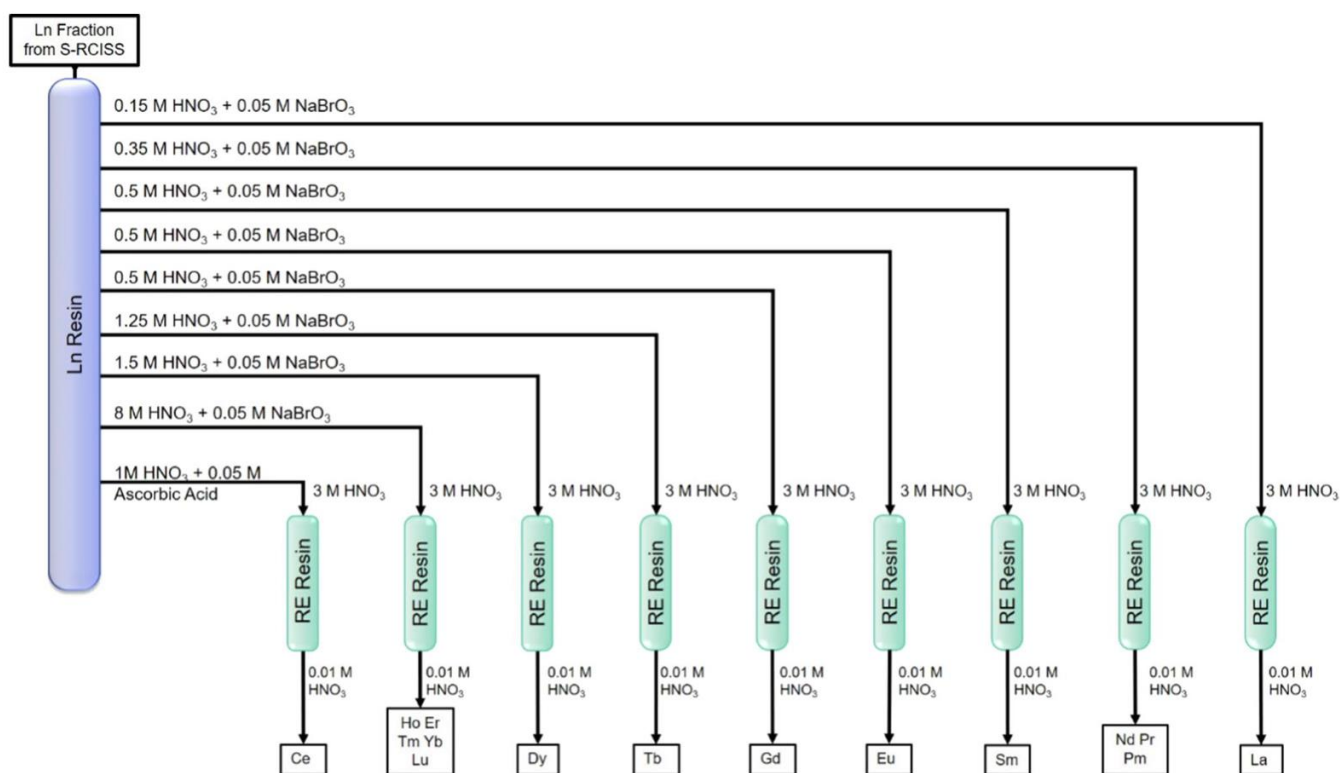 Ln Fraction
from S-RCISS
Ln Resin
0.15 M HNO₃ + 0.05 M NaBrO₃
0.35 M HNO₃ + 0.05 M NaBrO₃
0.5 M HNO₃ + 0.05 M NaBrO₃
0.5 M HNO₃ + 0.05 M NaBrO₃
0.5 M HNO₃ + 0.05 M NaBrO₃
1.25 M HNO₃ + 0.05 M NaBrO₃
1.5 M HNO₃ + 0.05 M NaBrO₃
8 M HNO₃ + 0.05 M NaBrO₃
1M HNO₃ + 0.05 M
Ascorbic Acid
3 M HNO₃
3 M HNO₃
3 M HNO₃
3 M HNO₃
3 M HNO₃
3 M HNO₃
3 M HNO₃
3 M HNO₃
3 M HNO₃
RE Resin
RE Resin
RE Resin
RE Resin
RE Resin
RE Resin
RE Resin
RE Resin
RE Resin
0.01 M
HNO₃
0.01 M
HNO₃
0.01 M
HNO₃
0.01 M
HNO₃
0.01 M
HNO₃
0.01 M
HNO₃
0.01 M
HNO₃
0.01 M
HNO₃
0.01 M
HNO₃
Ce
Ho Er
Tm Yb
Lu
Dy
Tb
Gd
Eu
Sm
Nd Pr
Pm
La